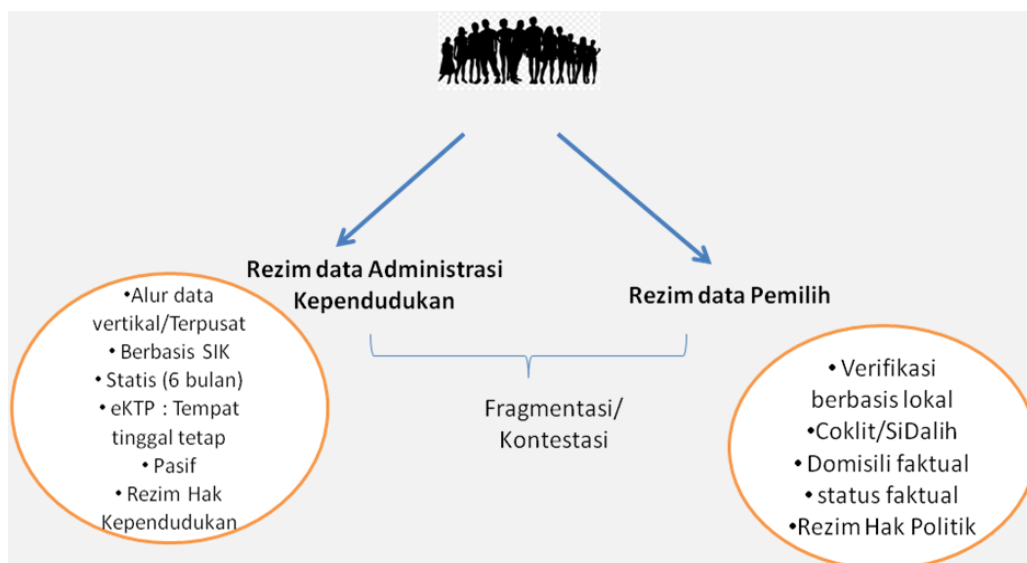 Rezim data Administrasi
Kependudukan
Rezim data Pemilih
•Alur data
vertikal/Terpusat
• Berbasis SIK
• Statis (6 bulan)
• eKTP : Tempat
tinggal tetap
• Pasif
• Rezim Hak
Kependudukan
Fragmentasi/
Kontestasi
• Verifikasi
berbasis lokal
•Coklit/SiDalih
• Domisili faktual
• status faktual
•Rezim Hak Politik